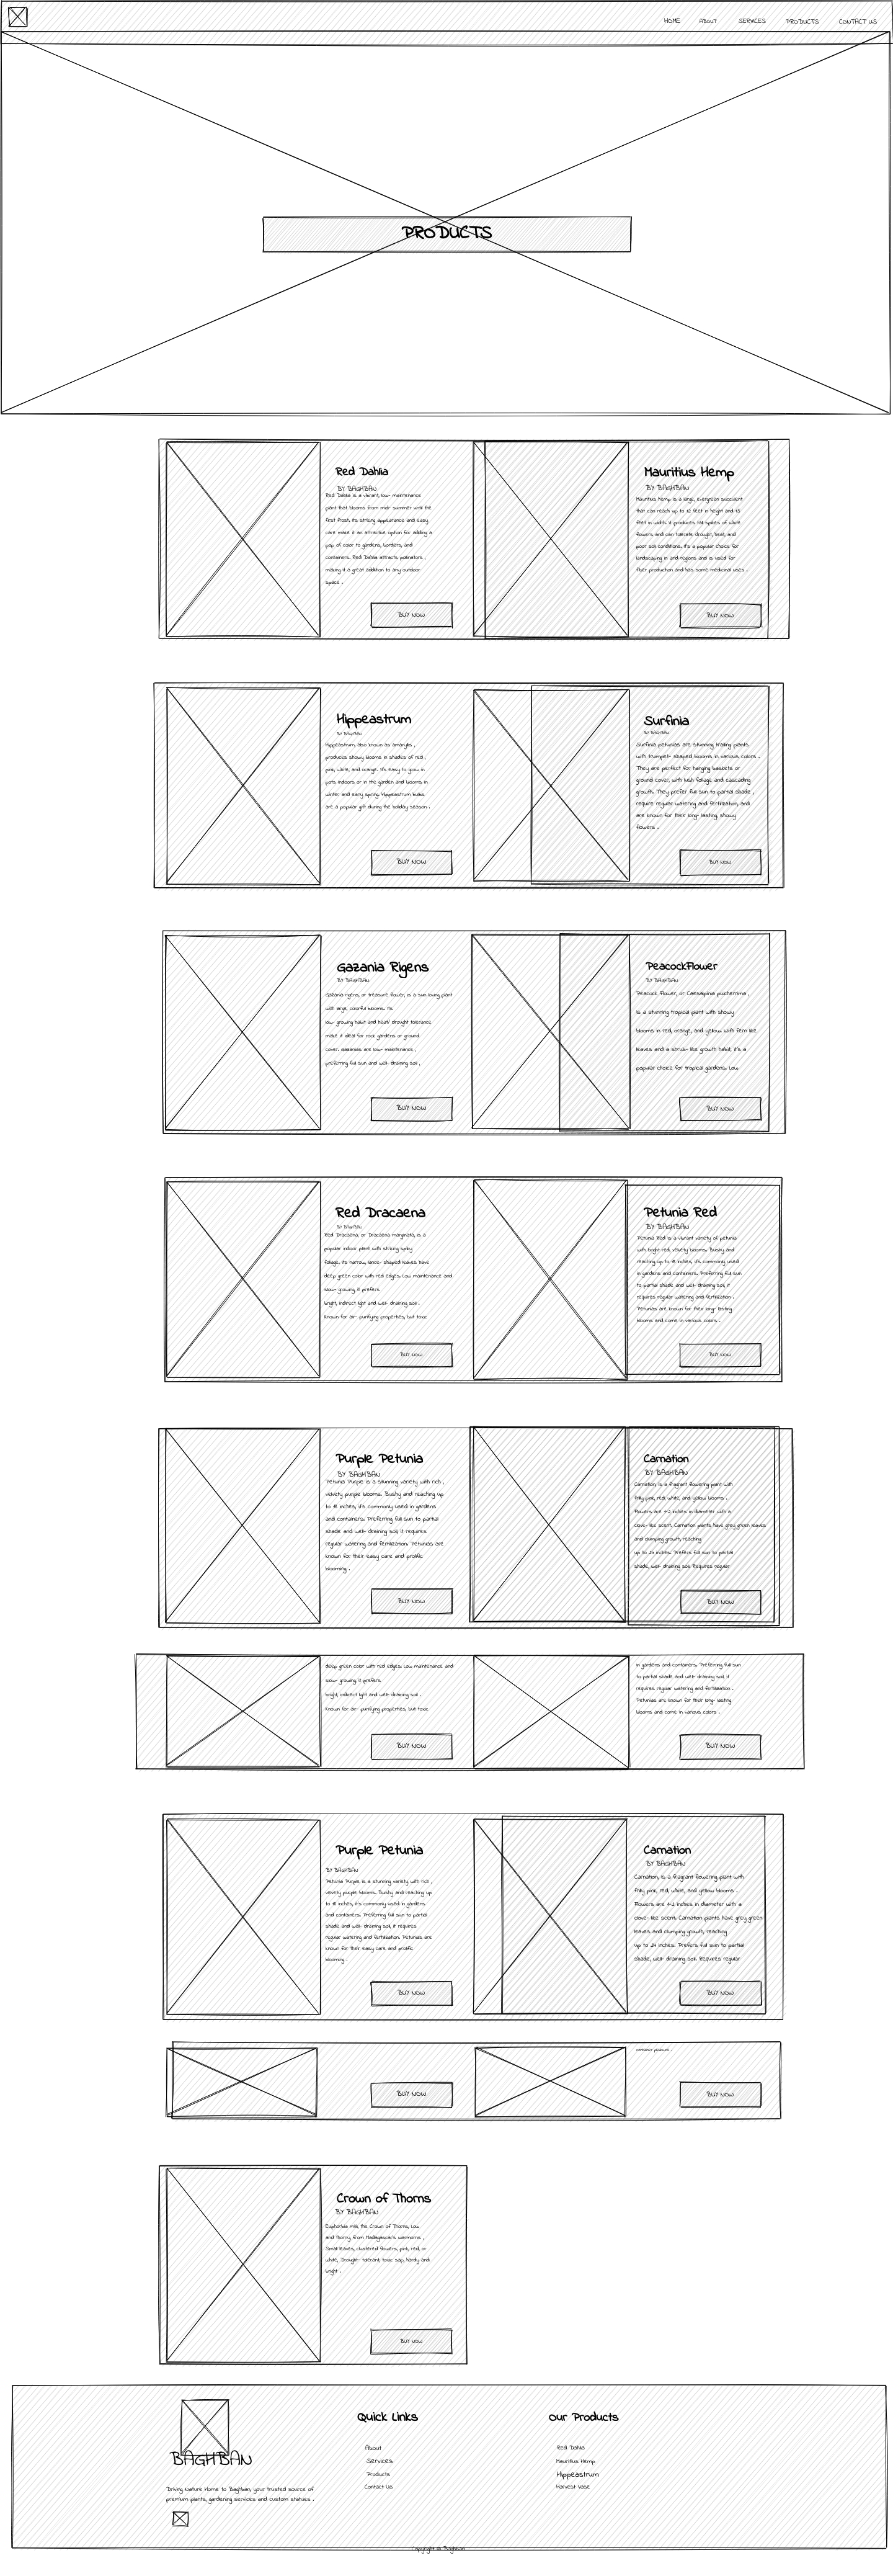 HOME ABOUT SERVICES PRODUCTS CONTACT US
PRODUCTS
Red Dahlia
BY BAGHBAN
Red Dahlia is a vibrant, low- maintenance
plant that blooms from mid- summer until the
first frost. Its striking appearance and easy
care make it an attractive option for adding a
pop of color to gardens, borders, and
containers. Red Dahlia attracts pollinators ,
making it a great addition to any outdoor
space .
BUY NOW
Mauritius Hemp
BY BAGHBAN
Mauritius hemp is a large, evergreen succulent
that can reach up to 12 feet in height and 15
feet in width. It produces tall spikes of white
flowers and can tolerate drought, heat, and
poor soil conditions. It's a popular choice for
landscaping in arid regions and is used for
fiber production and has some medicinal uses .
BUY NOW
Hippeastrum
BY BAGHBAN
Hippeastrum, also known as amaryllis ,
produces showy blooms in shades of red ,
pink, white, and orange. It's easy to grow in
pots indoors or in the garden and blooms in
winter and early spring. Hippeastrum bulbs
are a popular gift during the holiday season .
BUY NOW
Surfinia
BY BAGHBAN
Surfinia petunias are stunning trailing plants
with trumpet- shaped blooms in various colors .
They are perfect for hanging baskets or
ground cover, with lush foliage and cascading
growth. They prefer full sun to partial shade ,
require regular watering and fertilization, and
are known for their long- lasting, showy
flowers .
BUY NOW
Gazania Rigens
BY BAGHBAN
Gazania rigens, or treasure flower, is a sun loving plant
with large, colorful blooms. Its
low- growing habit and heat/ drought tolerance
make it ideal for rock gardens or ground
cover. Gazanias are low- maintenance ,
preferring full sun and well- draining soil .
BUY NOW
PeacockFlower
BY BAGHBAN
Peacock Flower, or Caesalpinia pulcherrima ,
is a stunning tropical plant with showy
blooms in red, orange, and yellow with fern like
leaves and a shrub- like growth habit, it's a
popular choice for tropical gardens. Low
BUY NOW
Red Dracaena
BY BAGHBAN
Red Dracaena, or Dracaena marginata, is a
popular indoor plant with striking spiky
foliage. Its narrow, lance- shaped leaves have
deep green color with red edges. Low maintenance and
slow- growing, it prefers
bright, indirect light and well- draining soil .
Known for air- purifying properties, but toxic
BUY NOW
Petunia Red
BY BAGHBAN
Petunia Red is a vibrant variety of petunia
with bright red, velvety blooms. Bushy and
reaching up to 18 inches, it's commonly used
in gardens and containers. Preferring full sun
to partial shade and well- draining soil, it
requires regular watering and fertilization .
Petunias are known for their long- lasting
blooms and come in various colors .
BUY NOW
Purple Petunia
BY BAGHBAN
Petunia Purple is a stunning variety with rich ,
velvety purple blooms. Bushy and reaching up
to 18 inches, it's commonly used in gardens
and containers. Preferring full sun to partial
shade and well- draining soil, it requires
regular watering and fertilization. Petunias are
known for their easy care and prolific
blooming .
BUY NOW
Carnation
BY BAGHBAN
Carnation, is a fragrant flowering plant with
frilly pink, red, white, and yellow blooms .
Flowers are 1-2 inches in diameter with a
clove- like scent. Carnation plants have grey green leaves
and clumping growth, reaching
up to 24 inches. Prefers full sun to partial
shade, well- draining soil. Requires regular
BUY NOW
deep green color with red edges. Low maintenance and
slow- growing, it prefers
bright, indirect light and well- draining soil .
Known for air- purifying properties, but toxic
BUY NOW
in gardens and containers. Preferring full sun
to partial shade and well- draining soil, it
requires regular watering and fertilization .
Petunias are known for their long- lasting
blooms and come in various colors .
BUY NOW
Purple Petunia
BY BAGHBAN
Petunia Purple is a stunning variety with rich ,
velvety purple blooms. Bushy and reaching up
to 18 inches, it's commonly used in gardens
and containers. Preferring full sun to partial
shade and well- draining soil, it requires
regular watering and fertilization. Petunias are
known for their easy care and prolific
blooming .
BUY NOW
Carnation
BY BAGHBAN
Carnation, is a fragrant flowering plant with
frilly pink, red, white, and yellow blooms .
Flowers are 1-2 inches in diameter with a
clove- like scent. Carnation plants have grey green
leaves and clumping growth, reaching
up to 24 inches. Prefers full sun to partial
shade, well- draining soil. Requires regular
BUY NOW
BUY NOW
container
BUY NOW
Crown of Thorns
BY BAGHBAN
Euphorbia milii, the Crown of Thorns, Low
and thorny, from Madagascar's warmoms ,
Small leaves, clustered flowers, pink, red, or
white, Drought- tolerant, toxic sap, hardy and
bright .
BUY NOW
BAGHBAN
Driving Nature Home to Baghban, your trusted source of
premium plants, gardening services and custom statues .
Quick Links
About
Services
Products
Contact Us
Our Products
Red Dahlia
Mauritius Hemp
Hippeastrum
Harvest Vase
Copyright © Baghban